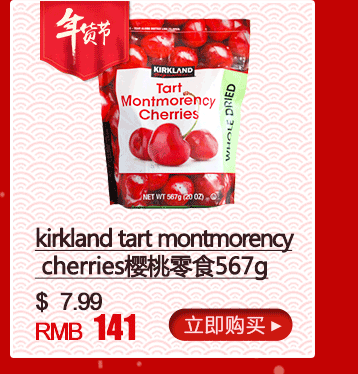 年货节
KIRKLAND
Tart
Montmorency
Cherries
WHOLE DRIED
NET WT 567g (20 OZ)
kirkland tart montmorency
cherries樱桃零食567g
$ 7.99
RMB 141
立即购买